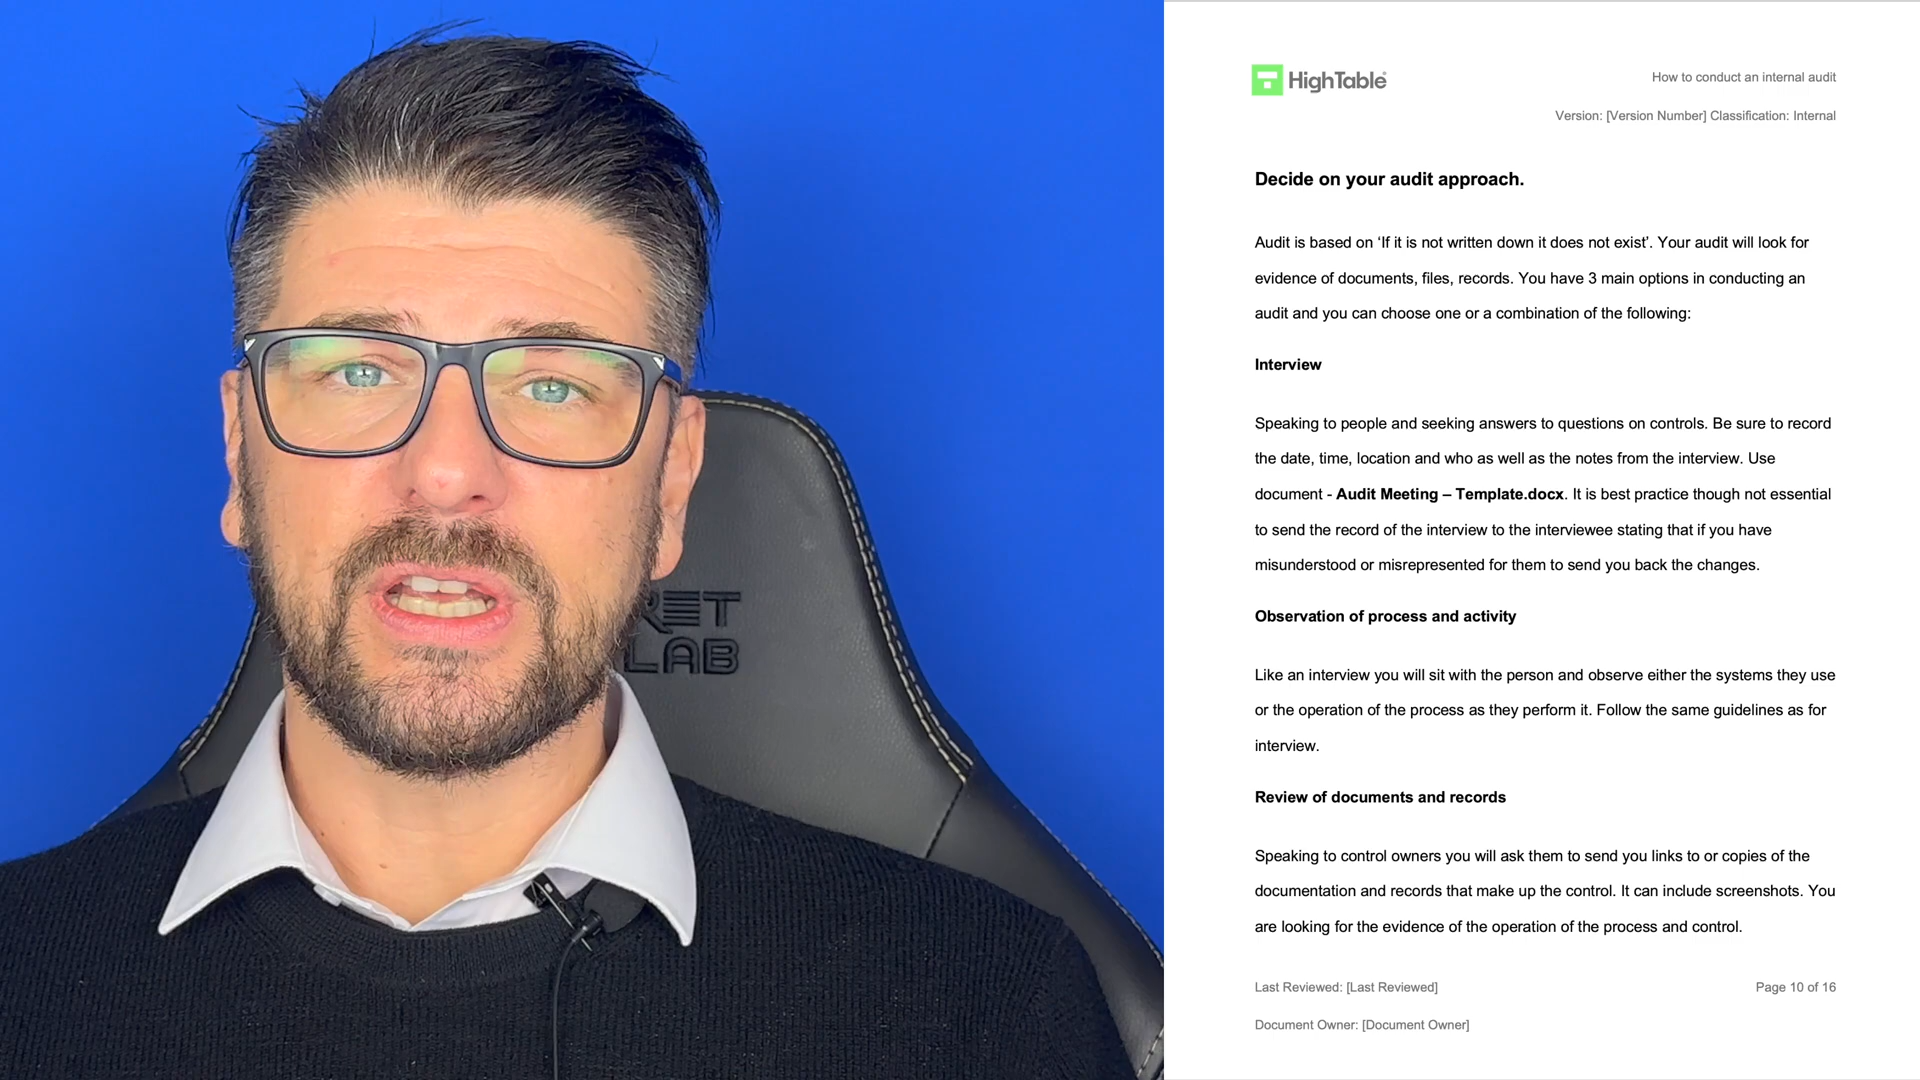 RET
LAB
HighTable
How to conduct an internal audit
Version: [Version Number] Classification: Internal
Decide on your audit approach.
Audit is based on ‘If it is not written down it does not exist’. Your audit will look for
evidence of documents, files, records. You have 3 main options in conducting an
audit and you can choose one or a combination of the following:
Interview
Speaking to people and seeking answers to questions on controls. Be sure to record
the date, time, location and who as well as the notes from the interview. Use
document - Audit Meeting – Template.docx. It is best practice though not essential
to send the record of the interview to the interviewee stating that if you have
misunderstood or misrepresented for them to send you back the changes.
Observation of process and activity
Like an interview you will sit with the person and observe either the systems they use
or the operation of the process as they perform it. Follow the same guidelines as for
interview.
Review of documents and records
Speaking to control owners you will ask them to send you links to or copies of the
documentation and records that make up the control. It can include screenshots. You
are looking for the evidence of the operation of the process and control.
Last Reviewed: [Last Reviewed]
Page 10 of 16
Document Owner: [Document Owner]